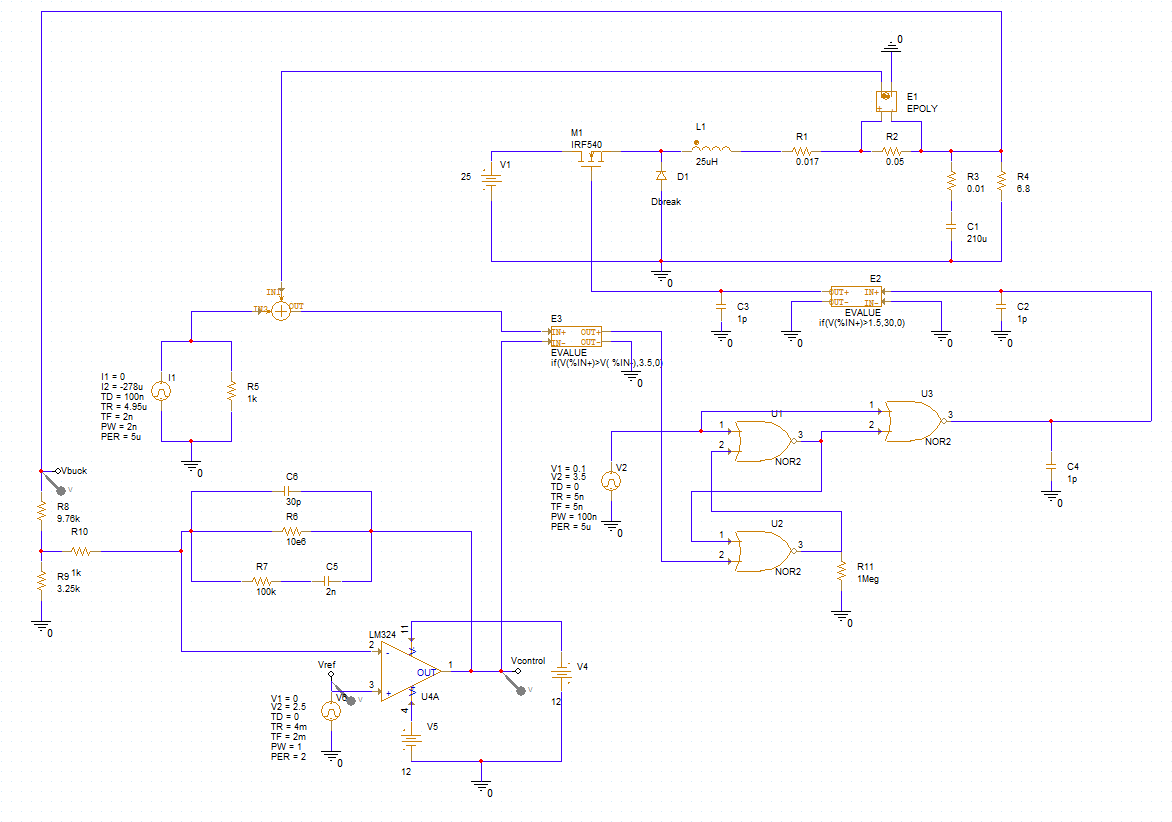 0
E1
EPOLY
L1
25uH
M1
IRF540
R1
0.017
R2
0.05
V1
25
D1
Dbreak
R3
0.01
R4
6.8
C1
210u
0
IN1
IN2
OUT
C3
1p
0
E2
OUT+ IN+
OUT- IN-
EVALUE
if(V(%IN+)>1.5,30,0)
0
0
C2
1p
0
E3
IN+ OUT+
IN- OUT-
EVALUE
if(V(%IN+)>V( %IN-),3.5,0)
0
I1 = 0
I2 = -278u
TD = 100n
TR = 4.95u
TF = 2n
PW = 2n
PER = 5u
I1
R5
1k
0
U3
1
2
3
NOR2
U1
1
2
3
NOR2
C4
1p
0
V1 = 0.1
V2 = 3.5
TD = 0
TR = 5n
TF = 5n
PW = 100n
PER = 5u
V2
0
U2
1
2
3
NOR2
R11
1Meg
0
Vbuck
V
R8
9.76k
R10
1k
R9
3.25k
0
C6
30p
R6
10e6
R7
100k
C5
2n
LM324
11
2
-
3
+
V+
V-
OUT
1
U4A
4
Vcontrol
V
V4
12
V5
12
0
Vref
V
V1 = 0
V2 = 2.5
TD = 0
TR = 4m
TF = 2m
PW = 1
PER = 2
0